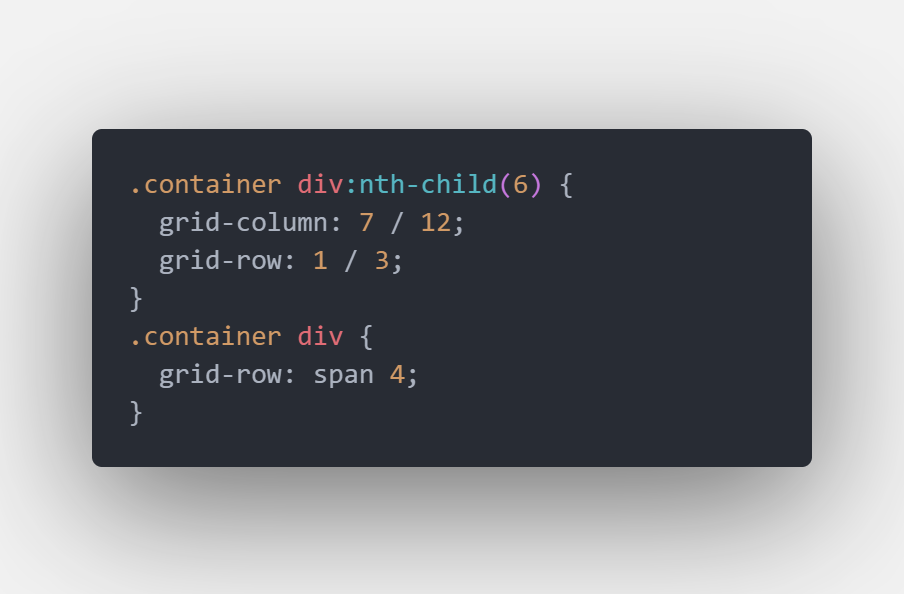 .container div:nth-child(6) {
  grid-column: 7 / 12;
  grid-row: 1 / 3;
}
.container div {
  grid-row: span 4;
}